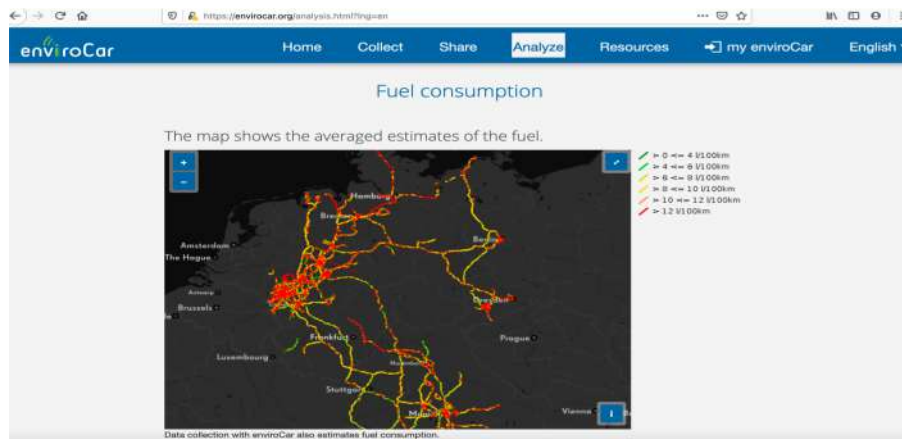 https://envirocar.org/analysis.html?lng=en
enviroCar
Home Collect Share Analyze Resources my enviroCar English
Fuel consumption
The map shows the averaged estimates of the fuel.
+
-
> 0 <= 4 l/100km
> 4 <= 6 l/100km
> 6 <= 8 l/100km
> 8 <= 10 l/100km
> 10 <= 12 l/100km
> 12 l/100km
Hamburg
Bre
Amsterdam
The Hague
Ber
Antwerp
Brussels
Dresden
Frankfurt
Prague
Luxembourg
Stuttgart
M
Vienna
i
Data collection with enviroCar also estimates fuel consumption.